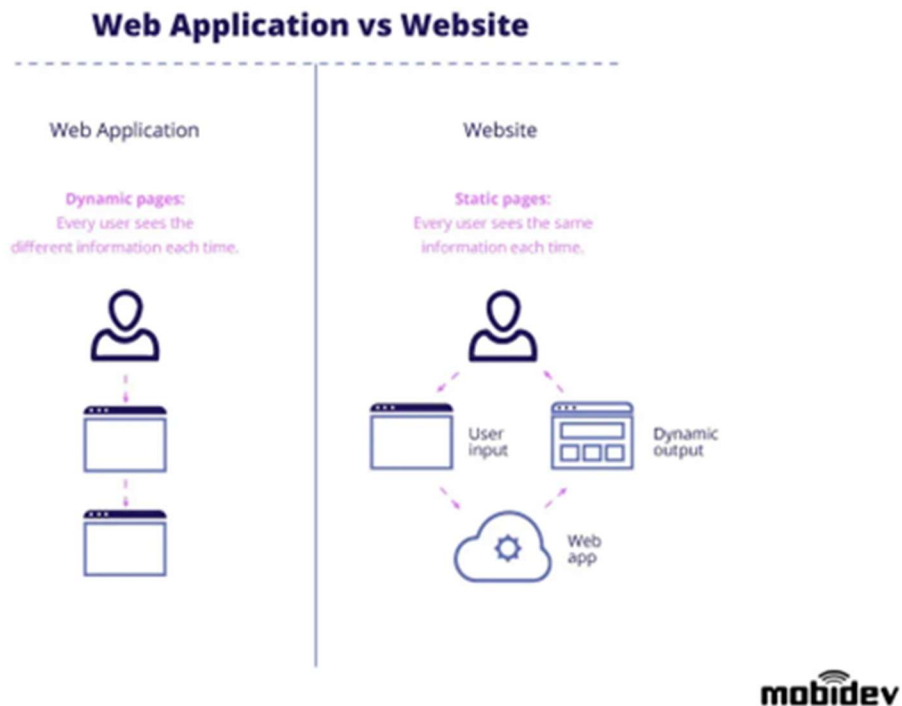 Web Application vs Website
Web Application
Dynamic pages:
Every user sees the
different information each time.
Website
Static pages:
Every user sees the same
information each time.
User
input
Dynamic
output
Web
app
mobidev